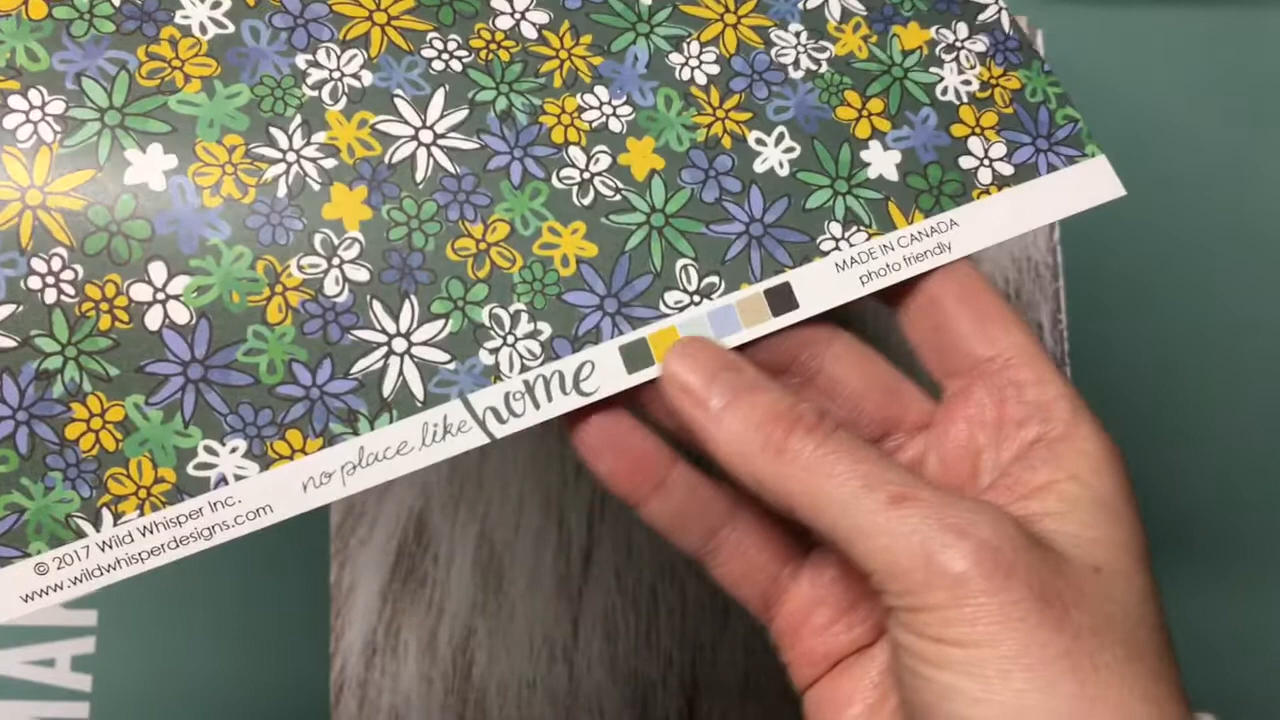 © 2017 Wild Whisper Inc.
www.wildwhisperdesigns.com
no place like home
MADE IN CANADA
photo friendly